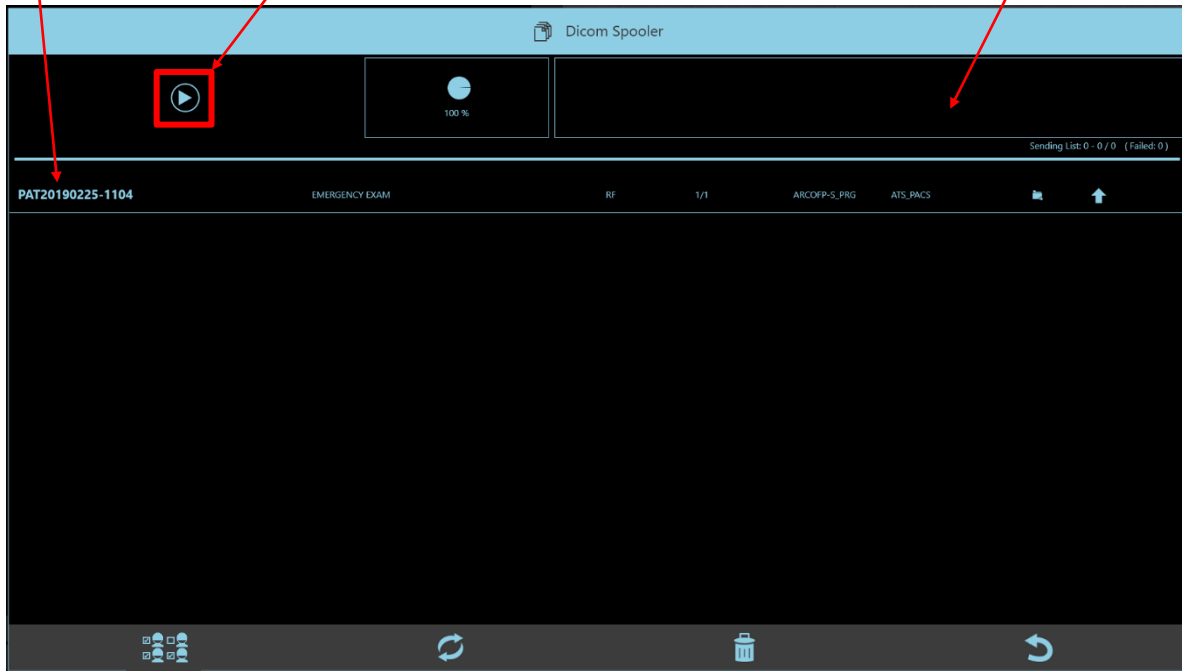 Dicom Spooler
100 %
Sending List: 0 - 0 / 0 ( Failed: 0 )
PAT20190225-1104 EMERGENCY EXAM RF 1/1 ARCOFP-S_PRG ATS_PACS